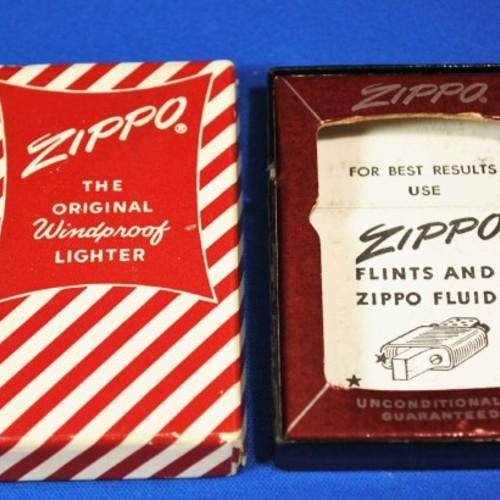 ZIPPO®
THE
ORIGINAL
Windproof
LIGHTER
ZIPPO.
FOR BEST RESULTS
USE
ZIPPO
FLINTS AND
ZIPPO FLUID
UNCONDITIONAL
GUARANTEED